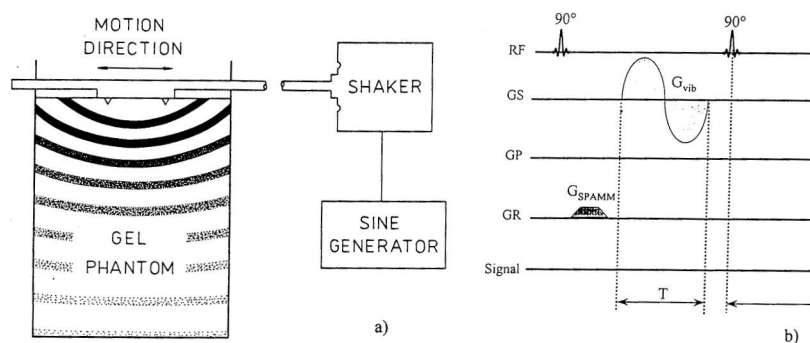 MOTION
DIRECTION
SHAKER
SINE
GENERATOR
GEL
PHANTOM
a)
90°
90°
RF
G_vib
GS
GP
G_SPAMM
GR
Signal
T
b)